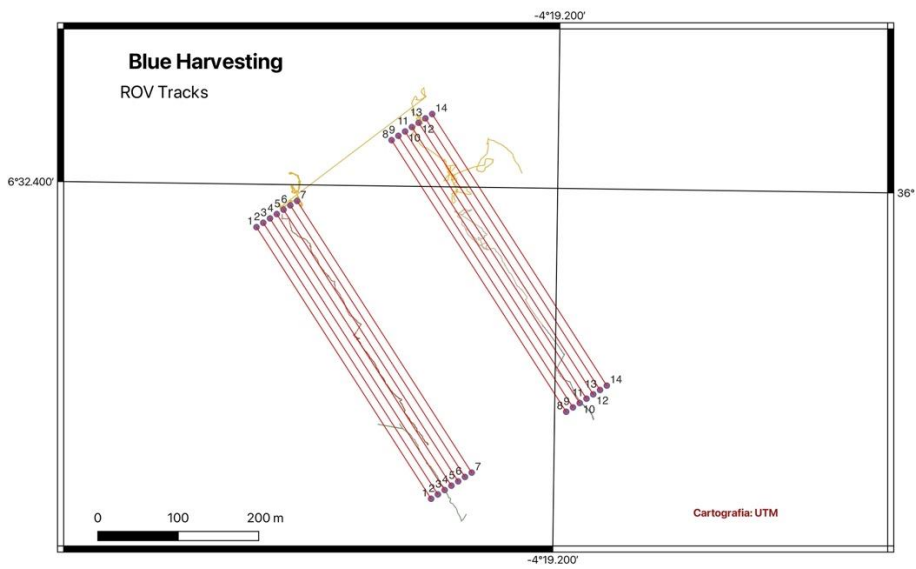 -4°19.200'
Blue Harvesting
ROV Tracks
13 14
8 9 11 12
10
6°32.400'
36°
1 2 3 4 5 6 7
13 14
8 9 11 12
10
1 2 3 4 5 6 7
0 100 200 m
Cartografia: UTM
-4°19.200'